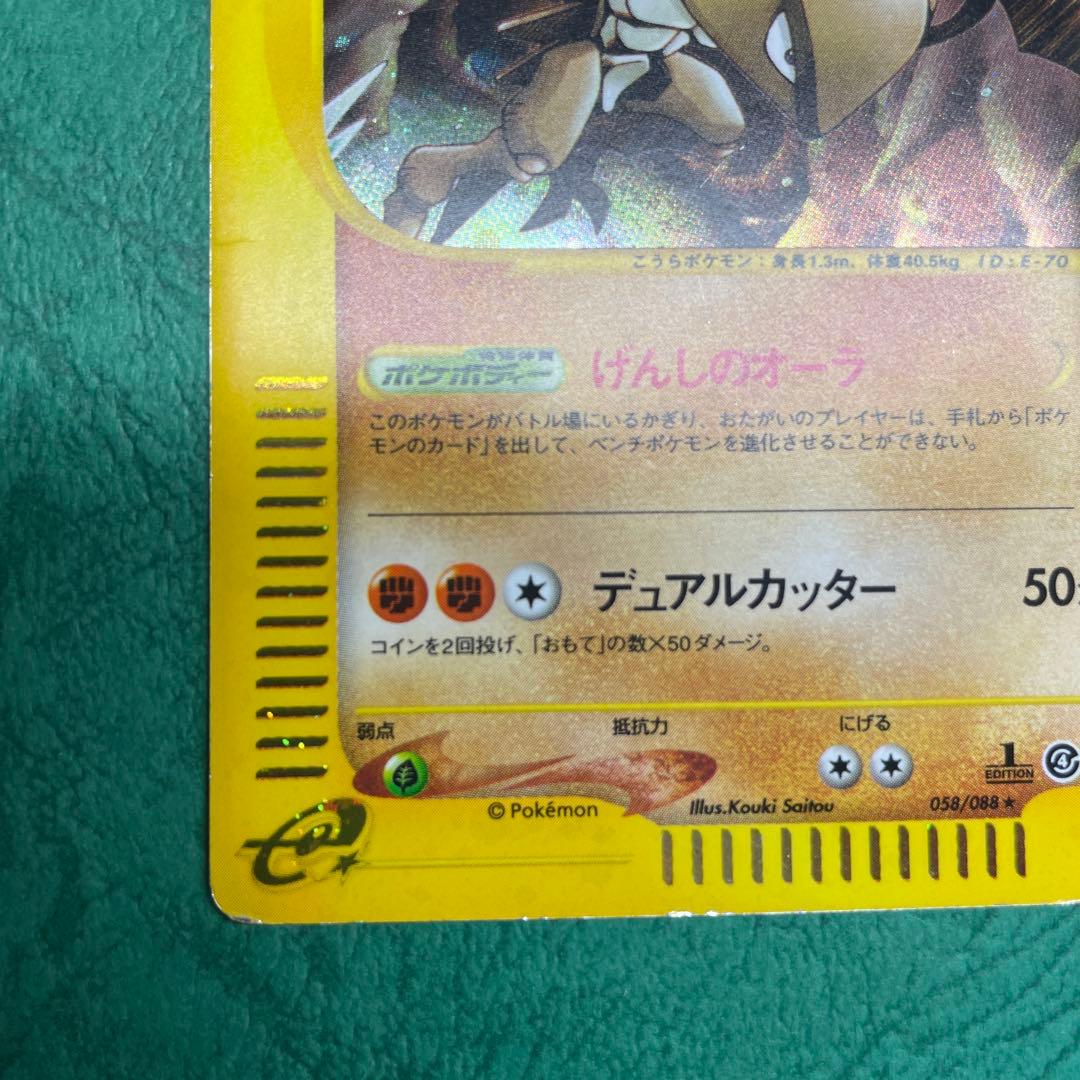 こうらポケモン：身長1.3m、体重40.5kg ID:E-70
特殊体質
ポケボディー げんしのオーラ
このポケモンがバトル場にいるかぎり、おたがいのプレイヤーは、手札から「ポケ
モンのカード」を出して、ベンチポケモンを進化させることができない。
デュアルカッター 50
コインを2回投げ、「おもて」の数×50ダメージ。
弱点 抵抗力 にげる
1 EDITION 4
© Pokémon Illus.Kouki Saitou 058/088★
e